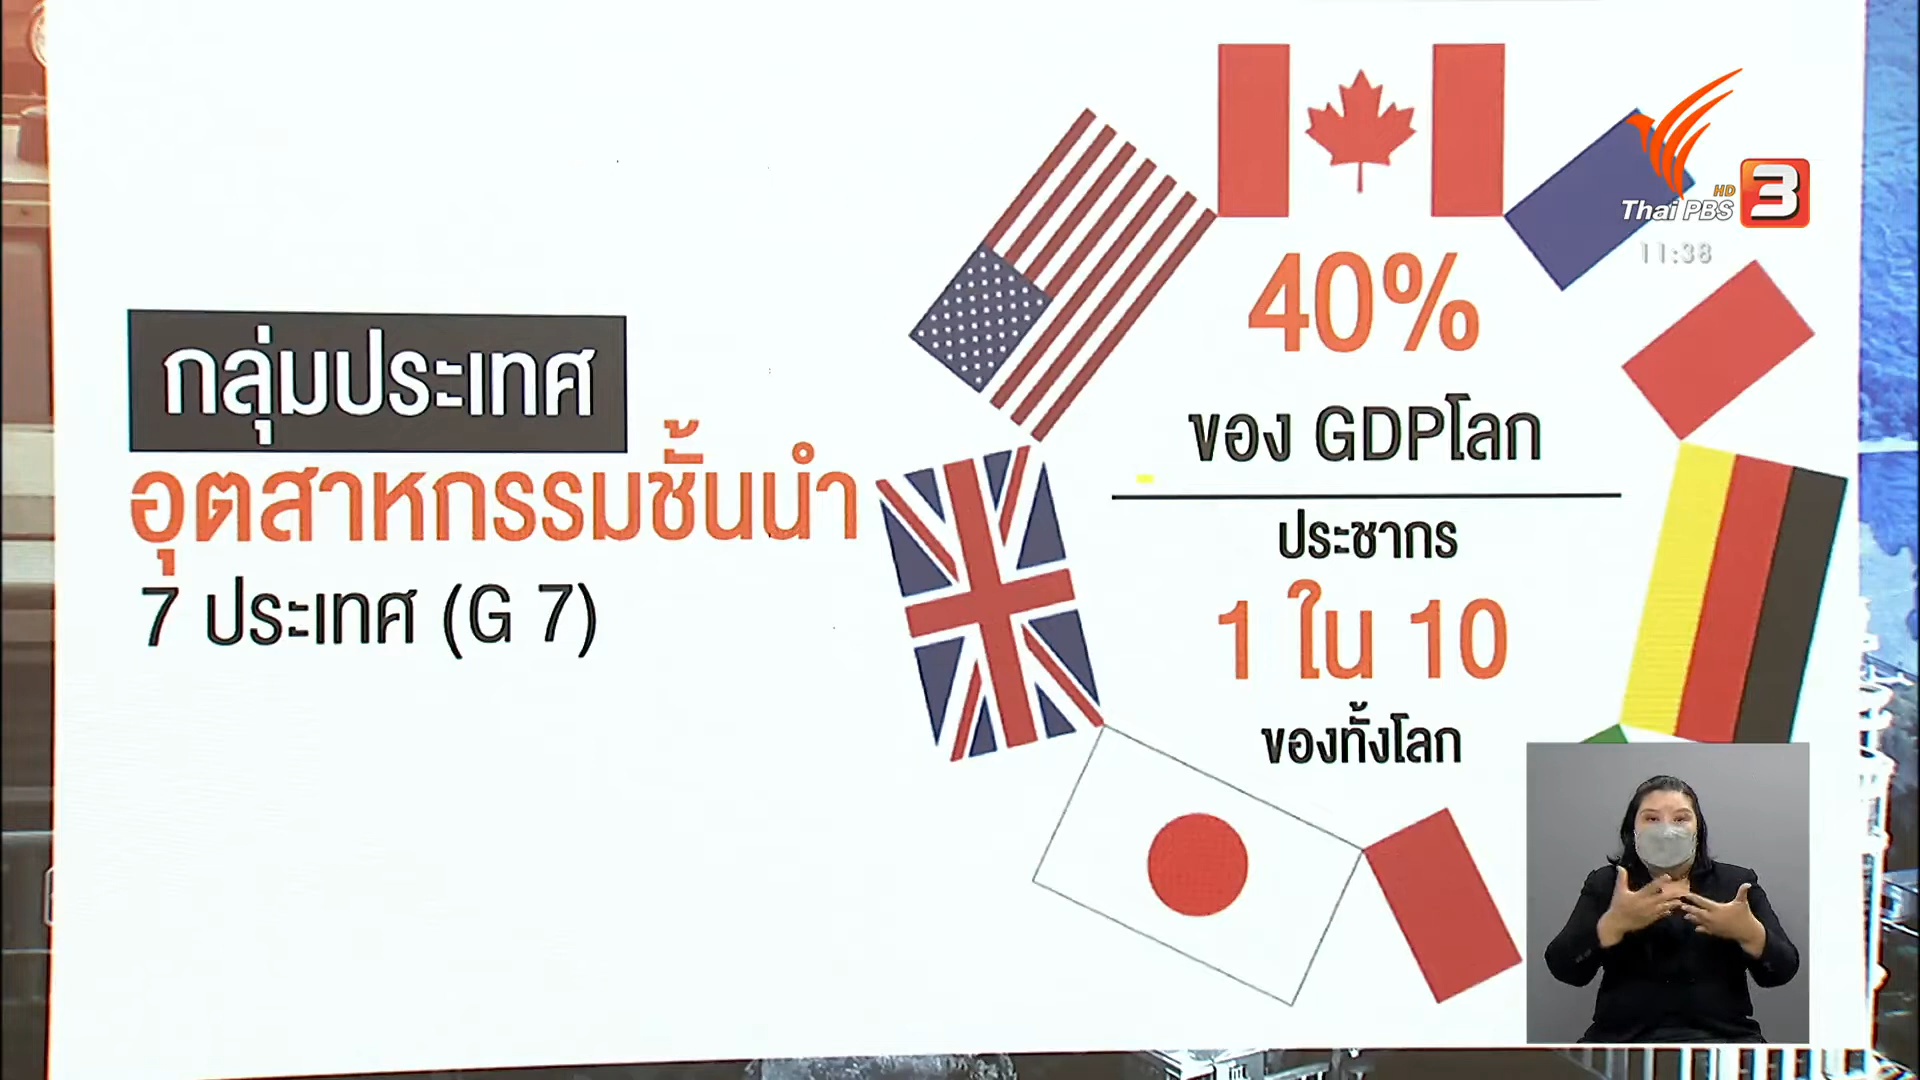 กลุ่มประเทศ
อุตสาหกรรมชั้นนำ
7 ประเทศ (G 7)
40%
ของ GDPโลก
ประชากร
1 ใน 10
ของทั้งโลก
HD
Thai PBS 3
11:38